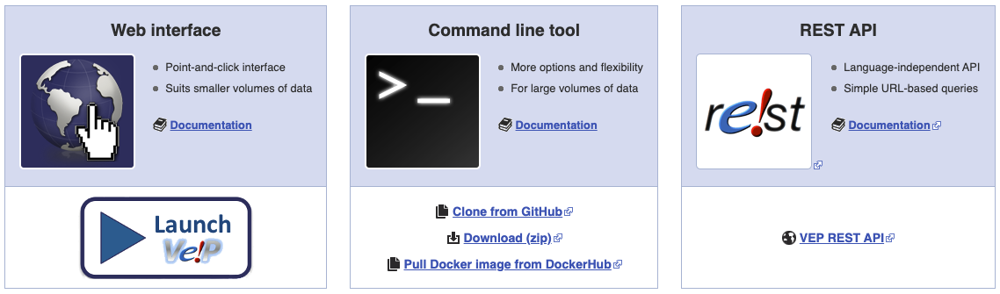 Web interface
Point-and-click interface
Suits smaller volumes of data
Documentation
Launch
Ve!P
Command line tool
>_
More options and flexibility
For large volumes of data
Documentation
Clone from GitHub
Download (zip)
Pull Docker image from DockerHub
REST API
re!st
Language-independent API
Simple URL-based queries
Documentation
VEP REST API